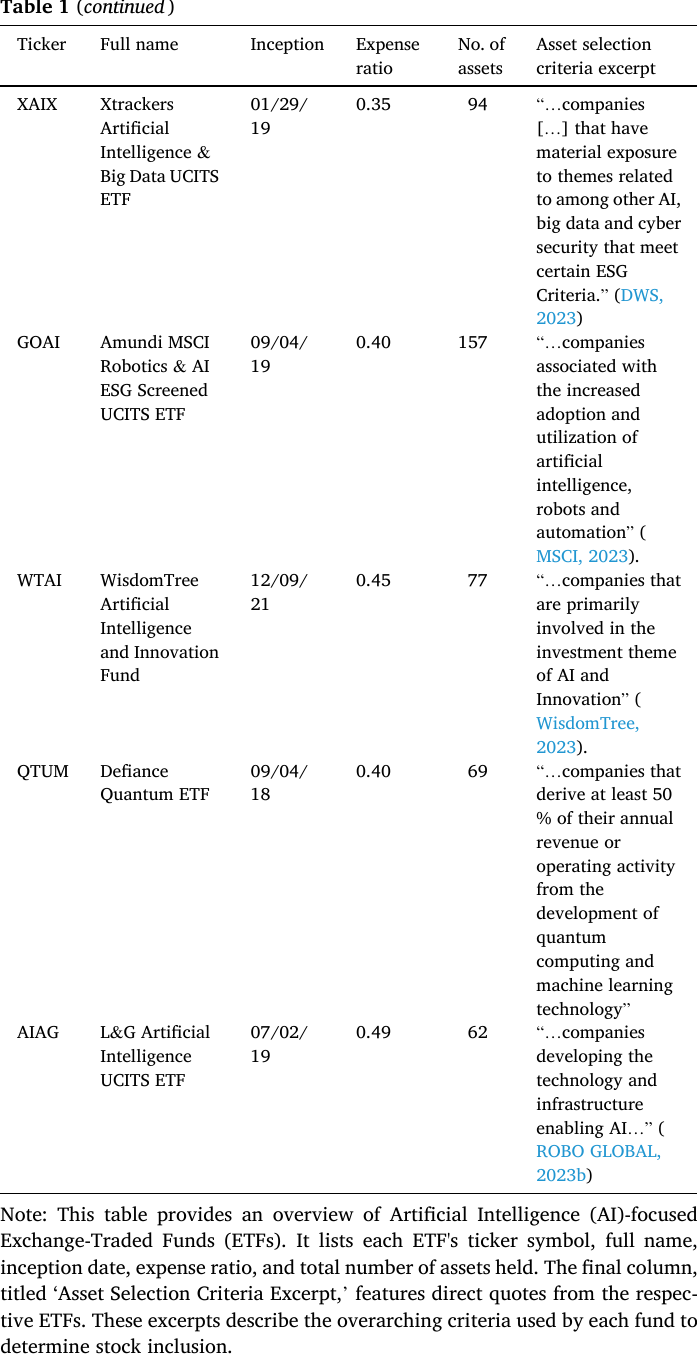 Table 1 (continued)
Ticker Full name Inception Expense ratio No. of assets Asset selection criteria excerpt
XAIX Xtrackers Artificial Intelligence & Big Data UCITS ETF 01/29/19 0.35 94 “…companies […] that have material exposure to themes related to among other AI, big data and cyber security that meet certain ESG Criteria.” (DWS, 2023)
GOAI Amundi MSCI Robotics & AI ESG Screened UCITS ETF 09/04/19 0.40 157 “…companies associated with the increased adoption and utilization of artificial intelligence, robots and automation” (MSCI, 2023).
WTAI WisdomTree Artificial Intelligence and Innovation Fund 12/09/21 0.45 77 “…companies that are primarily involved in the investment theme of AI and Innovation” (WisdomTree, 2023).
QTUM Defiance Quantum ETF 09/04/18 0.40 69 “…companies that derive at least 50 % of their annual revenue or operating activity from the development of quantum computing and machine learning technology”
AIAG L&G Artificial Intelligence UCITS ETF 07/02/19 0.49 62 “…companies developing the technology and infrastructure enabling AI…” (ROBO GLOBAL, 2023b)
Note: This table provides an overview of Artificial Intelligence (AI)-focused
Exchange-Traded Funds (ETFs). It lists each ETF's ticker symbol, full name,
inception date, expense ratio, and total number of assets held. The final column,
titled ‘Asset Selection Criteria Excerpt,’ features direct quotes from the respec-
tive ETFs. These excerpts describe the overarching criteria used by each fund to
determine stock inclusion.